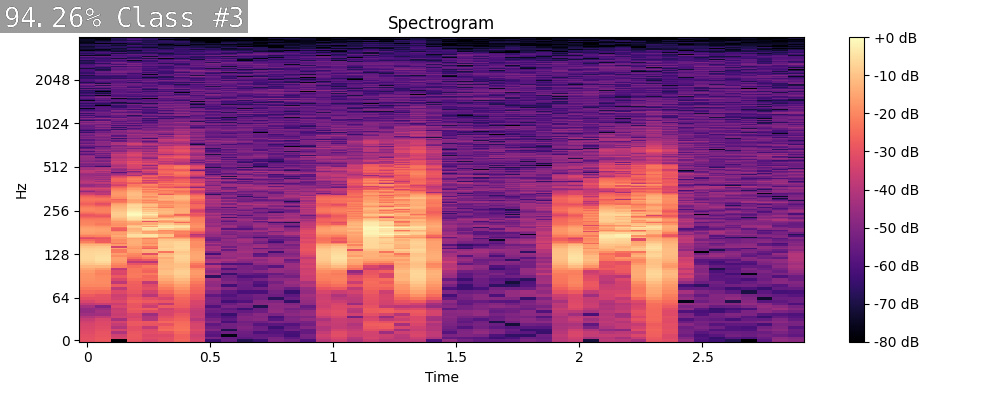 94.26% Class #3
Spectrogram
Hz
2048
1024
512
256
128
64
0
0 0.5 1 1.5 2 2.5
Time
+0 dB
-10 dB
-20 dB
-30 dB
-40 dB
-50 dB
-60 dB
-70 dB
-80 dB